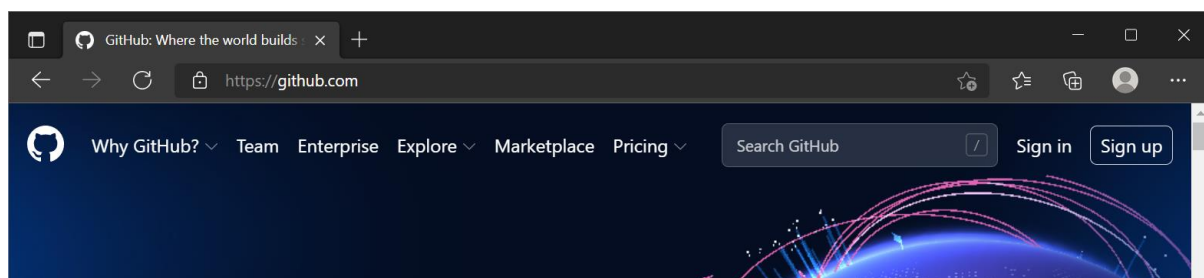 GitHub: Where the world builds
https://github.com
Why GitHub? Team Enterprise Explore Marketplace Pricing Search GitHub / Sign in Sign up